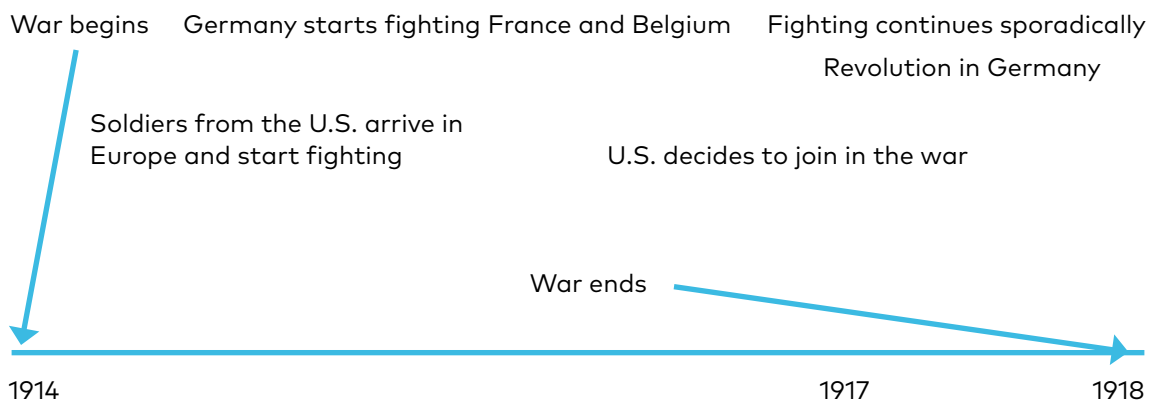 War begins
Germany starts fighting France and Belgium
Fighting continues sporadically
Revolution in Germany
Soldiers from the U.S. arrive in
Europe and start fighting
U.S. decides to join in the war
War ends
1914
1917
1918